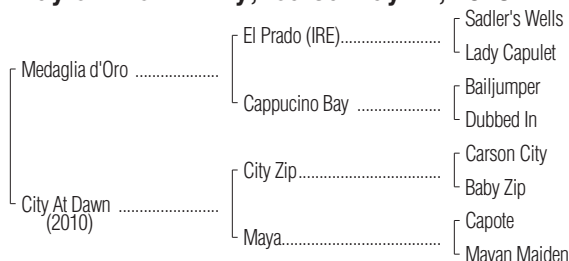 Sadler's Wells
El Prado (IRE)....................
Lady Capulet
Medaglia d'Oro ....................
Bailjumper
Cappucino Bay ....................
Dubbed In
Carson City
City Zip..................................
Baby Zip
City At Dawn ........................
(2010)
Capote
Maya......................................
Mayan Maiden